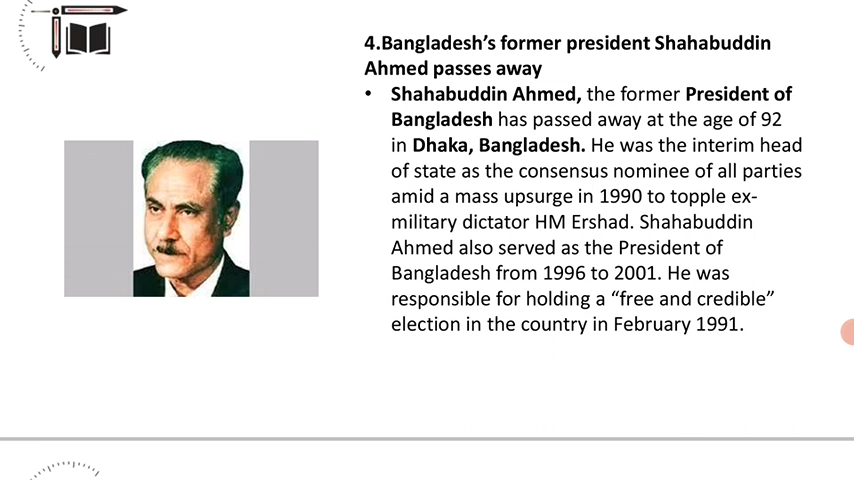 4.Bangladesh’s former president Shahabuddin
Ahmed passes away
• Shahabuddin Ahmed, the former President of
Bangladesh has passed away at the age of 92
in Dhaka, Bangladesh. He was the interim head
of state as the consensus nominee of all parties
amid a mass upsurge in 1990 to topple ex-
military dictator HM Ershad. Shahabuddin
Ahmed also served as the President of
Bangladesh from 1996 to 2001. He was
responsible for holding a “free and credible”
election in the country in February 1991.